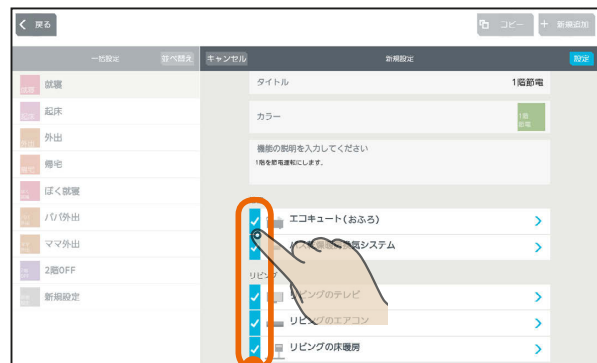 戻る
コピー
新規追加
一括設定
並べ替え
キャンセル
新規設定
設定
就寝
起床
外出
帰宅
ぼく就寝
パパ外出
ママ外出
2階OFF
新規設定
タイトル
1階節電
カラー
1階
節電
機能の説明を入力してください
1階を節電運転にします。
エコキュート(おふろ)
気システム
リビング
リビングのテレビ
リビングのエアコン
リビングの床暖房